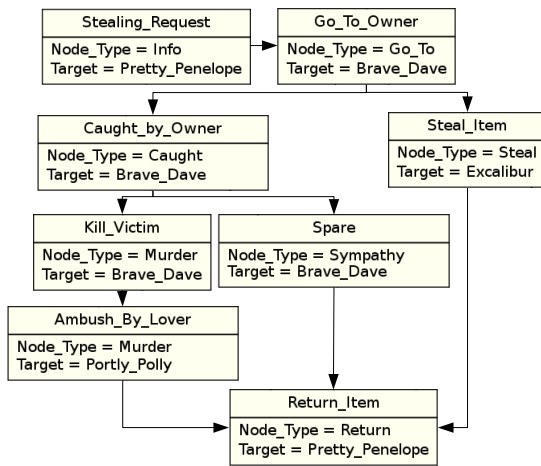 Stealing_Request
Node_Type = Info
Target = Pretty_Penelope
Go_To_Owner
Node_Type = Go_To
Target = Brave_Dave
Caught_by_Owner
Node_Type = Caught
Target = Brave_Dave
Steal_Item
Node_Type = Steal
Target = Excalibur
Kill_Victim
Node_Type = Murder
Target = Brave_Dave
Spare
Node_Type = Sympathy
Target = Brave_Dave
Ambush_By_Lover
Node_Type = Murder
Target = Portly_Polly
Return_Item
Node_Type = Return
Target = Pretty_Penelope